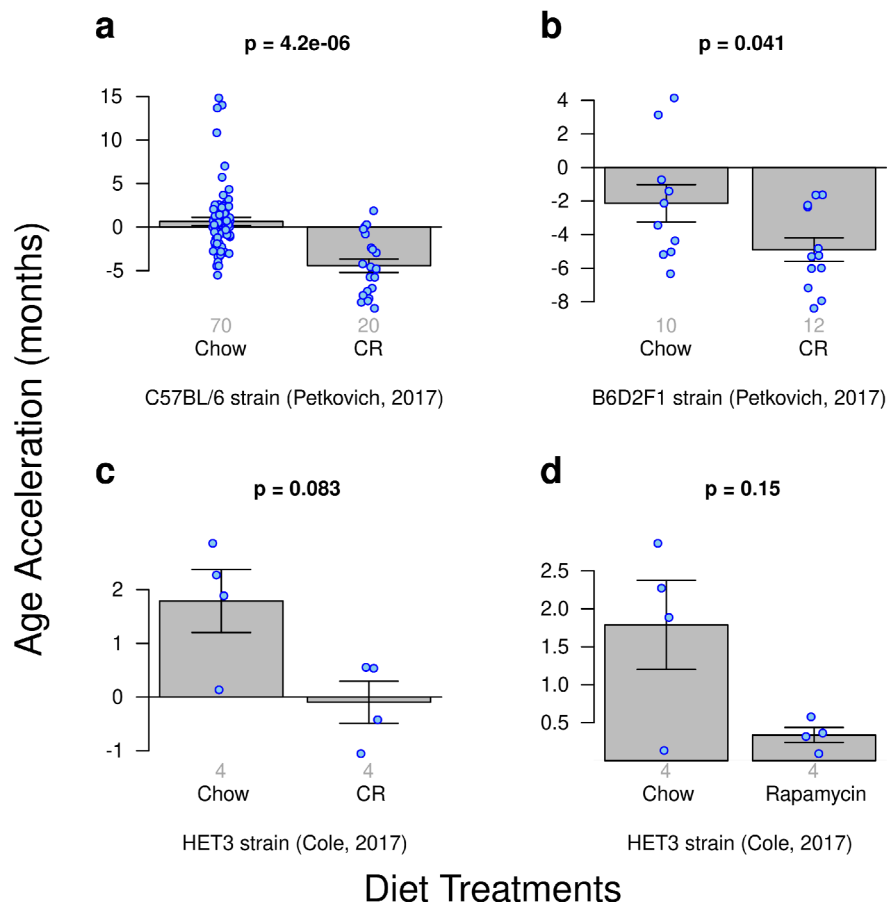 a
p = 4.2e-06
15
10
5
0
-5
70
20
Chow
CR
C57BL/6 strain (Petkovich, 2017)
b
p = 0.041
4
2
0
-2
-4
-6
-8
10
12
Chow
CR
B6D2F1 strain (Petkovich, 2017)
Age Acceleration (months)
c
p = 0.083
2
1
0
-1
4
4
Chow
CR
HET3 strain (Cole, 2017)
d
p = 0.15
2.5
2.0
1.5
1.0
0.5
4
4
Chow
Rapamycin
HET3 strain (Cole, 2017)
Diet Treatments